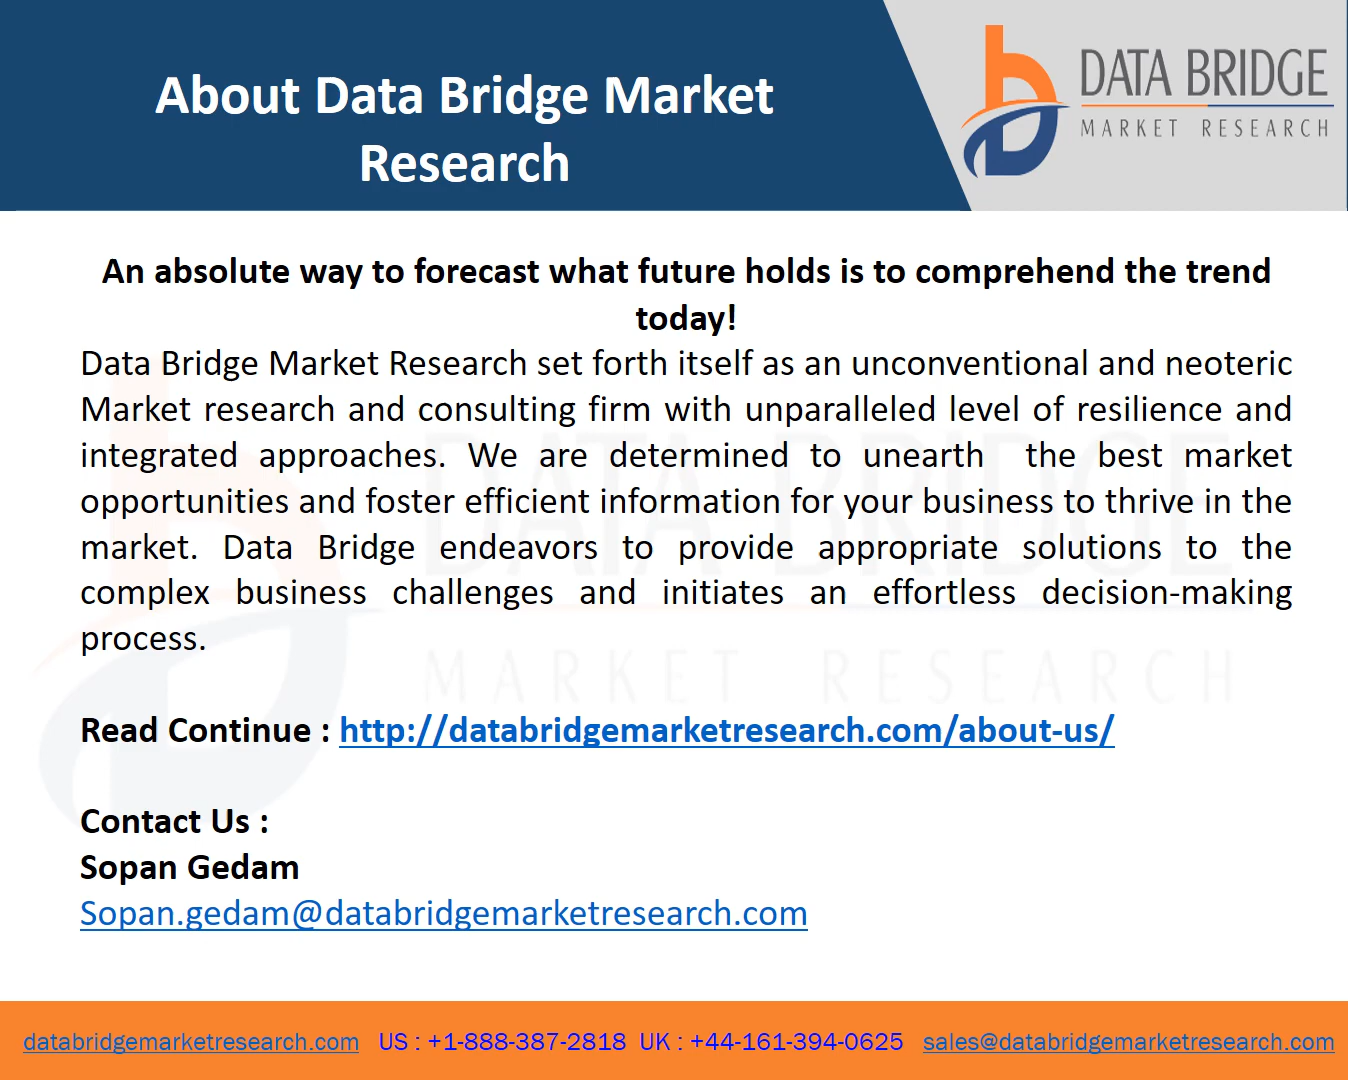 About Data Bridge Market
Research
DATA BRIDGE
MARKET RESEARCH
An absolute way to forecast what future holds is to comprehend the trend
today!
Data Bridge Market Research set forth itself as an unconventional and neoteric
Market research and consulting firm with unparalleled level of resilience and
integrated approaches. We are determined to unearth the best market
opportunities and foster efficient information for your business to thrive in the
market. Data Bridge endeavors to provide appropriate solutions to the
complex business challenges and initiates an effortless decision-making
process.
DATA BRIDGE
MARKET RESEARCH
Read Continue : http://databridgemarketresearch.com/about-us/
Contact Us :
Sopan Gedam
Sopan.gedam@databridgemarketresearch.com
databridgemarketresearch.com US : +1-888-387-2818 UK : +44-161-394-0625 sales@databridgemarketresearch.com